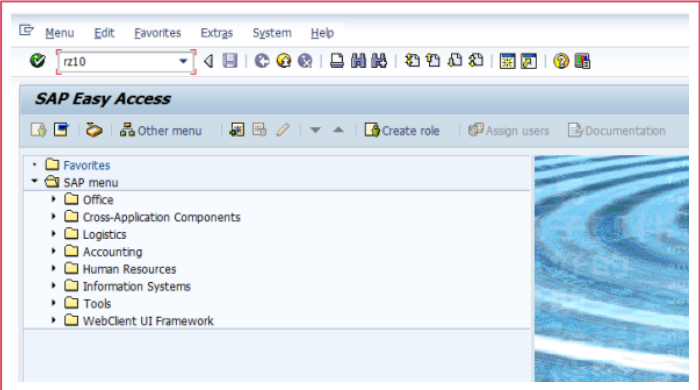 Menu Edit Favorites Extras System Help
rz10
SAP Easy Access
Other menu Create role Assign users Documentation
Favorites
SAP menu
Office
Cross-Application Components
Logistics
Accounting
Human Resources
Information Systems
Tools
WebClient UI Framework